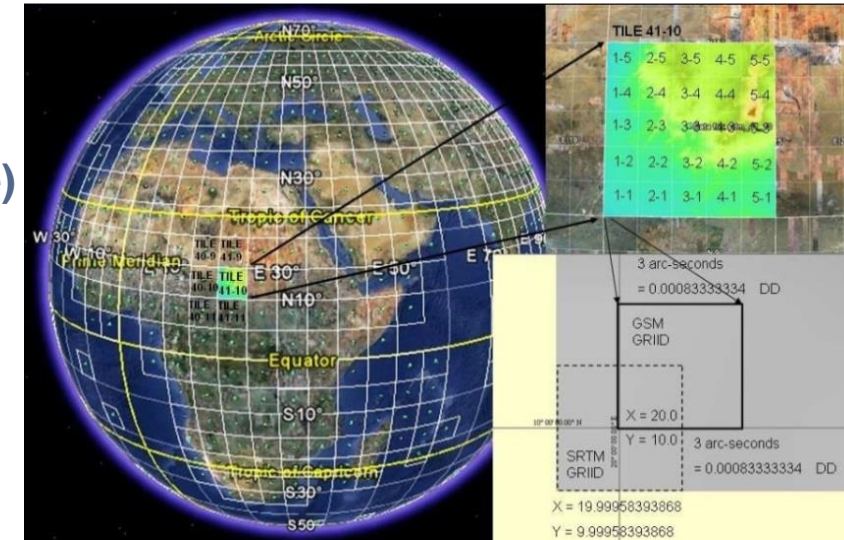 )
N70°
Arctic Circle
N50°
N30°
Tropic of Cancer
W 30°
Prime Meridian
TILE 40-9
TILE 41-9
TILE 40-10
TILE 41-10
TILE
TILE
E 30°
E 50°
E 70°
N10°
Equator
S10°
Tropic of Capricorn
S30°
S50°
TILE 41-10
1-5 2-5 3-5 4-5 5-5
1-4 2-4 3-4 4-4 5-4
1-3 2-3
1-2 2-2 3-2 4-2 5-2
1-1 2-1 3-1 4-1 5-1
3 arc-seconds
= 0.00083333334 DD
GSM
GRIID
X = 20.0
Y = 10.0
3 arc-seconds
= 0.00083333334 DD
SRTM
GRIID
X = 19.99958393868
Y = 9.99958393868